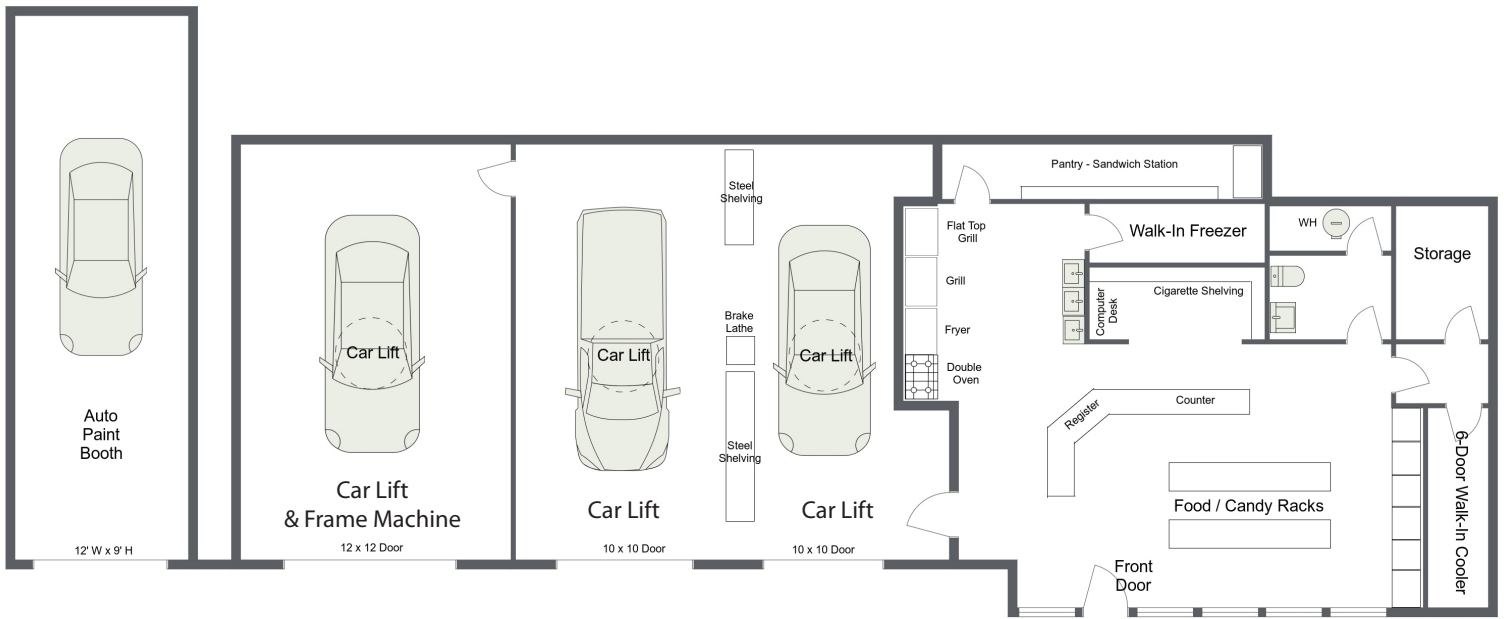 Auto
Paint
Booth
12' W x 9' H
Car Lift
Car Lift
& Frame Machine
12 x 12 Door
Car Lift
Car Lift
10 x 10 Door
Steel
Shelving
Brake
Lathe
Steel
Shelving
Car Lift
Car Lift
10 x 10 Door
Pantry - Sandwich Station
Flat Top
Grill
Grill
Fryer
Double
Oven
Walk-In Freezer
Computer
Desk
Cigarette Shelving
WH
Storage
Register
Counter
Food / Candy Racks
Front
Door
6-Door Walk-In Cooler